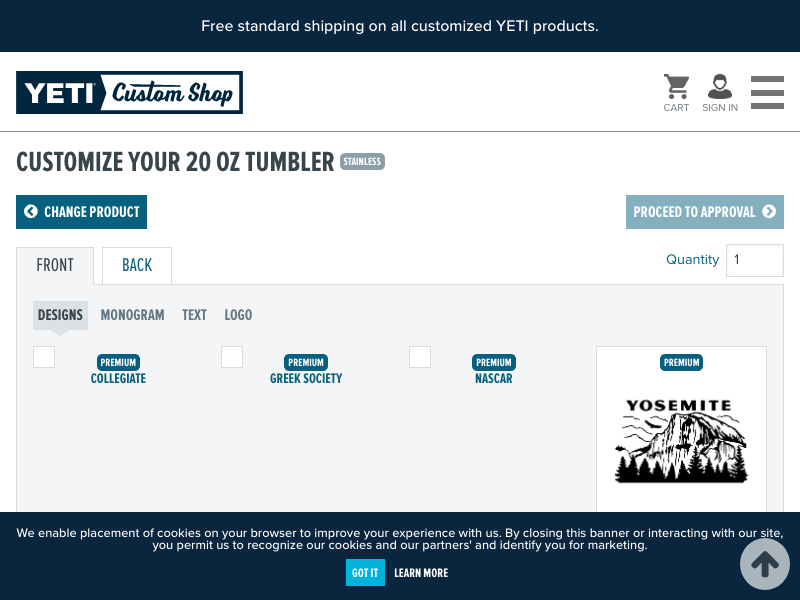 Free standard shipping on all customized YETI products.
YETI Custom Shop
CART
SIGN IN
CUSTOMIZE YOUR 20 OZ TUMBLER STAINLESS
CHANGE PRODUCT
PROCEED TO APPROVAL
FRONT
BACK
Quantity 1
DESIGNS
MONOGRAM
TEXT
LOGO
PREMIUM
COLLEGIATE
PREMIUM
GREEK SOCIETY
PREMIUM
NASCAR
PREMIUM
YOSEMITE
We enable placement of cookies on your browser to improve your experience with us. By closing this banner or interacting with our site,
you permit us to recognize our cookies and our partners' and identify you for marketing.
GOT IT
LEARN MORE